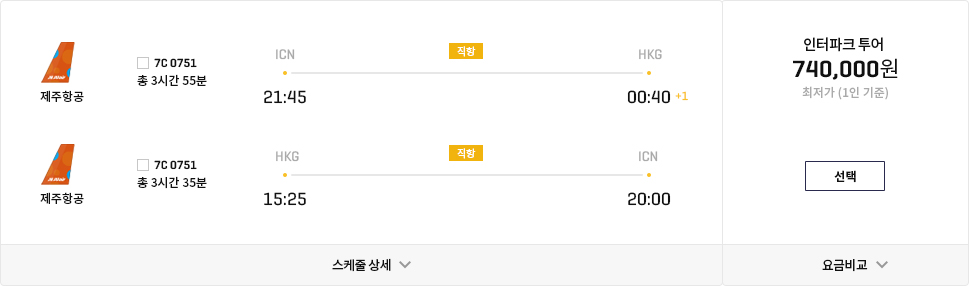 제주항공
7C 0751
총 3시간 55분
ICN
직항
HKG
21:45
00:40 +1
제주항공
7C 0751
총 3시간 35분
HKG
직항
ICN
15:25
20:00
스케줄 상세
인터파크 투어
740,000원
최저가 (1인 기준)
선택
요금비교